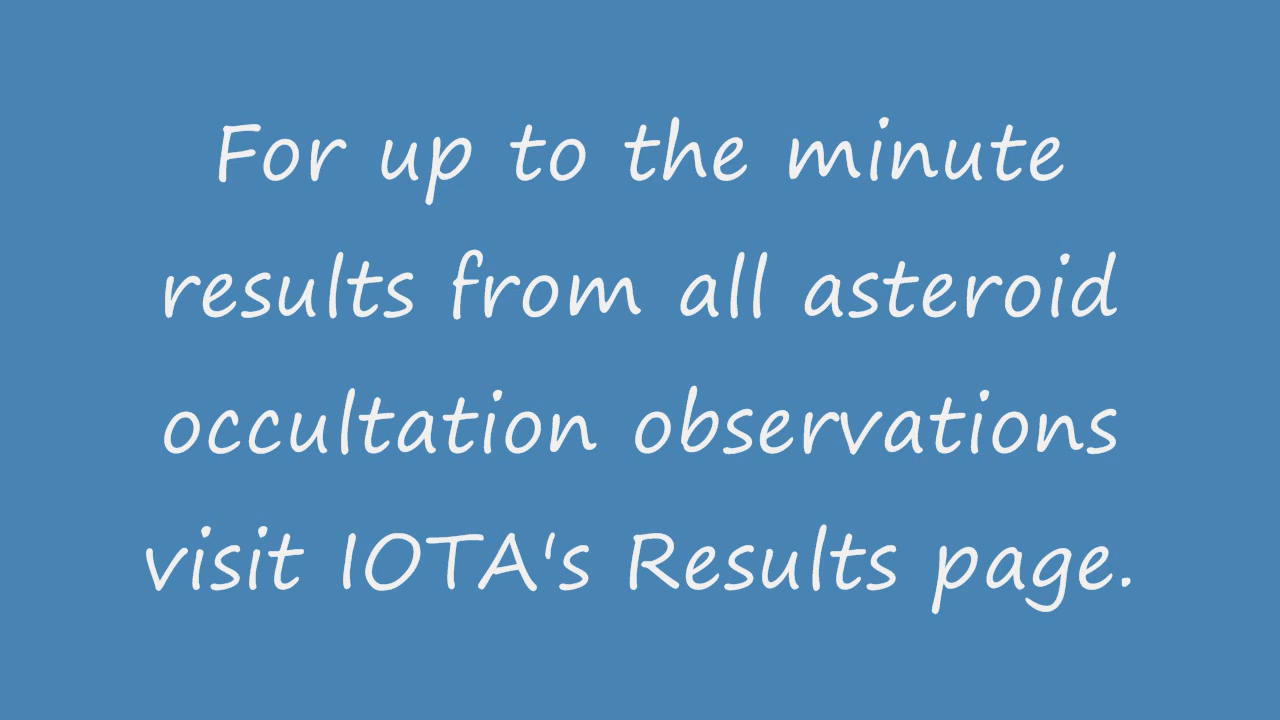 For up to the minute
results from all asteroid
occultation observations
visit IOTA's Results page.